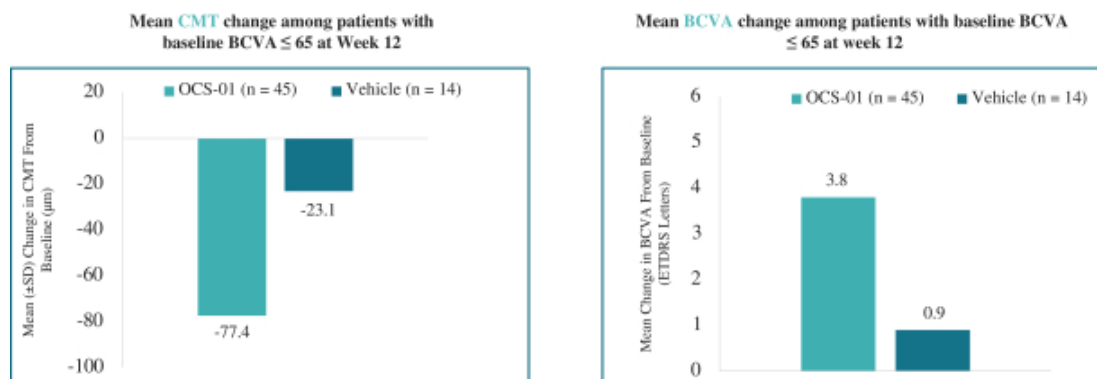 Mean CMT change among patients with
baseline BCVA ≤ 65 at Week 12
OCS-01 (n = 45)
Vehicle (n = 14)
Mean (±SD) Change in CMT From
Baseline (µm)
20
0
-20
-40
-60
-80
-100
-77.4
-23.1
Mean BCVA change among patients with baseline BCVA
≤ 65 at week 12
OCS-01 (n = 45)
Vehicle (n = 14)
Mean Change in BCVA From Baseline
(ETDRS Letters)
6
5
4
3
2
1
0
3.8
0.9